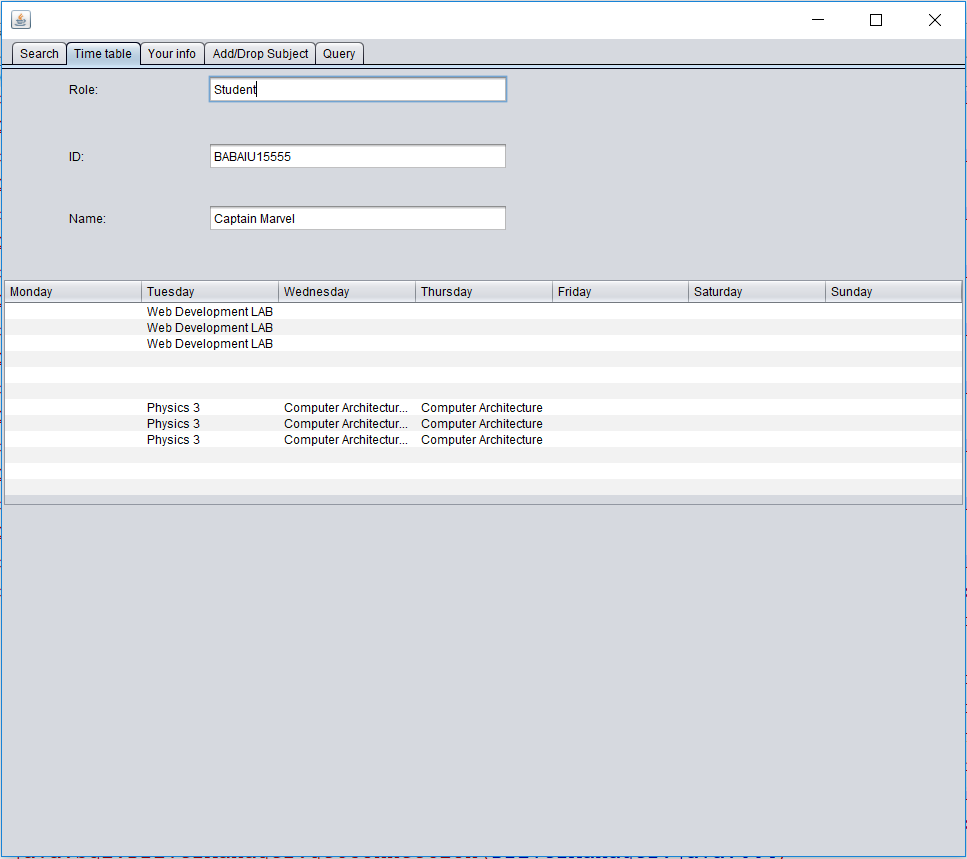 Search Time table Your info Add/Drop Subject Query
Role: Student
ID: BABAIU15555
Name: Captain Marvel
Monday Tuesday Wednesday Thursday Friday Saturday Sunday
Web Development LAB
Web Development LAB
Web Development LAB
Physics 3 Computer Architectur... Computer Architecture
Physics 3 Computer Architectur... Computer Architecture
Physics 3 Computer Architectur... Computer Architecture